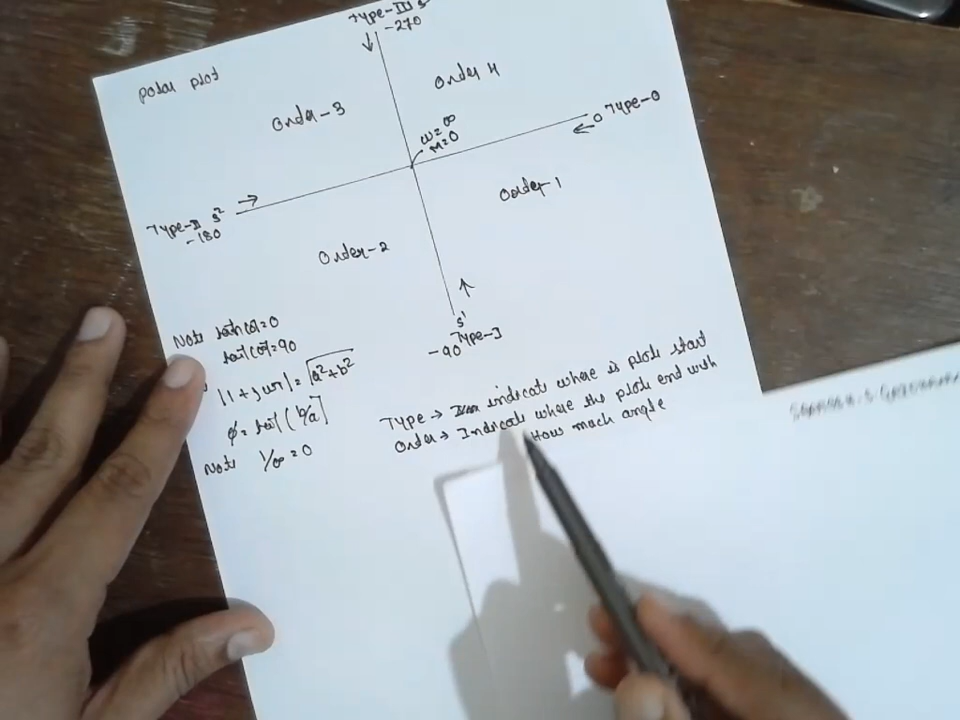 Type-III s³
-270
polar plot
Order-3
Order 4
ω=∞
M=0
0 Type-0
Type-II s²
-180
Order-1
Order-2
s¹
-90 Type-I
Note tan⁻¹(0)=0
tan⁻¹(∞)=90
|1+jωT|=√a²+b²
φ=tan⁻¹(b/a)
Note 1/∞=0
Type → indicate where is plot start
Order → Indicate where the plot end with
How much angle